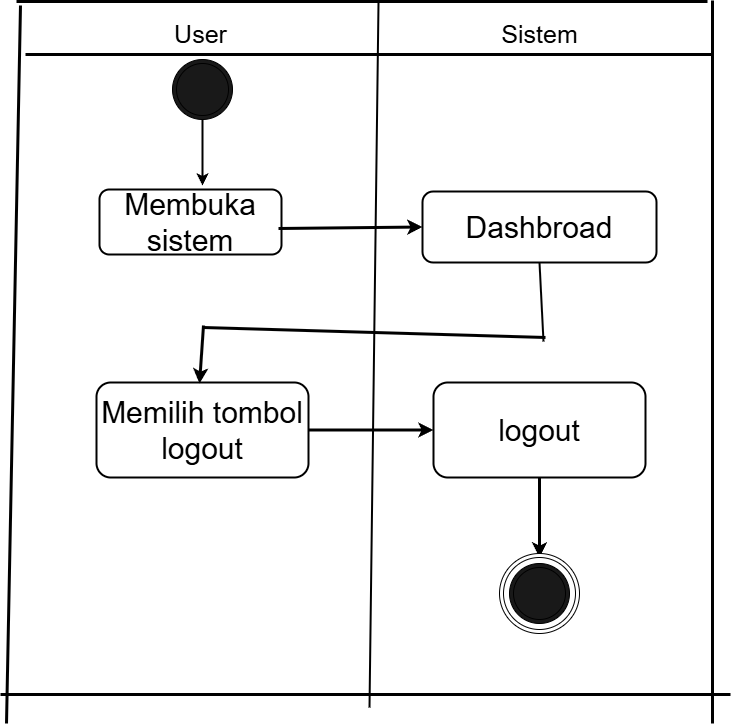 User
Sistem
Membuka
sistem
Dashbroad
Memilih tombol
logout
logout